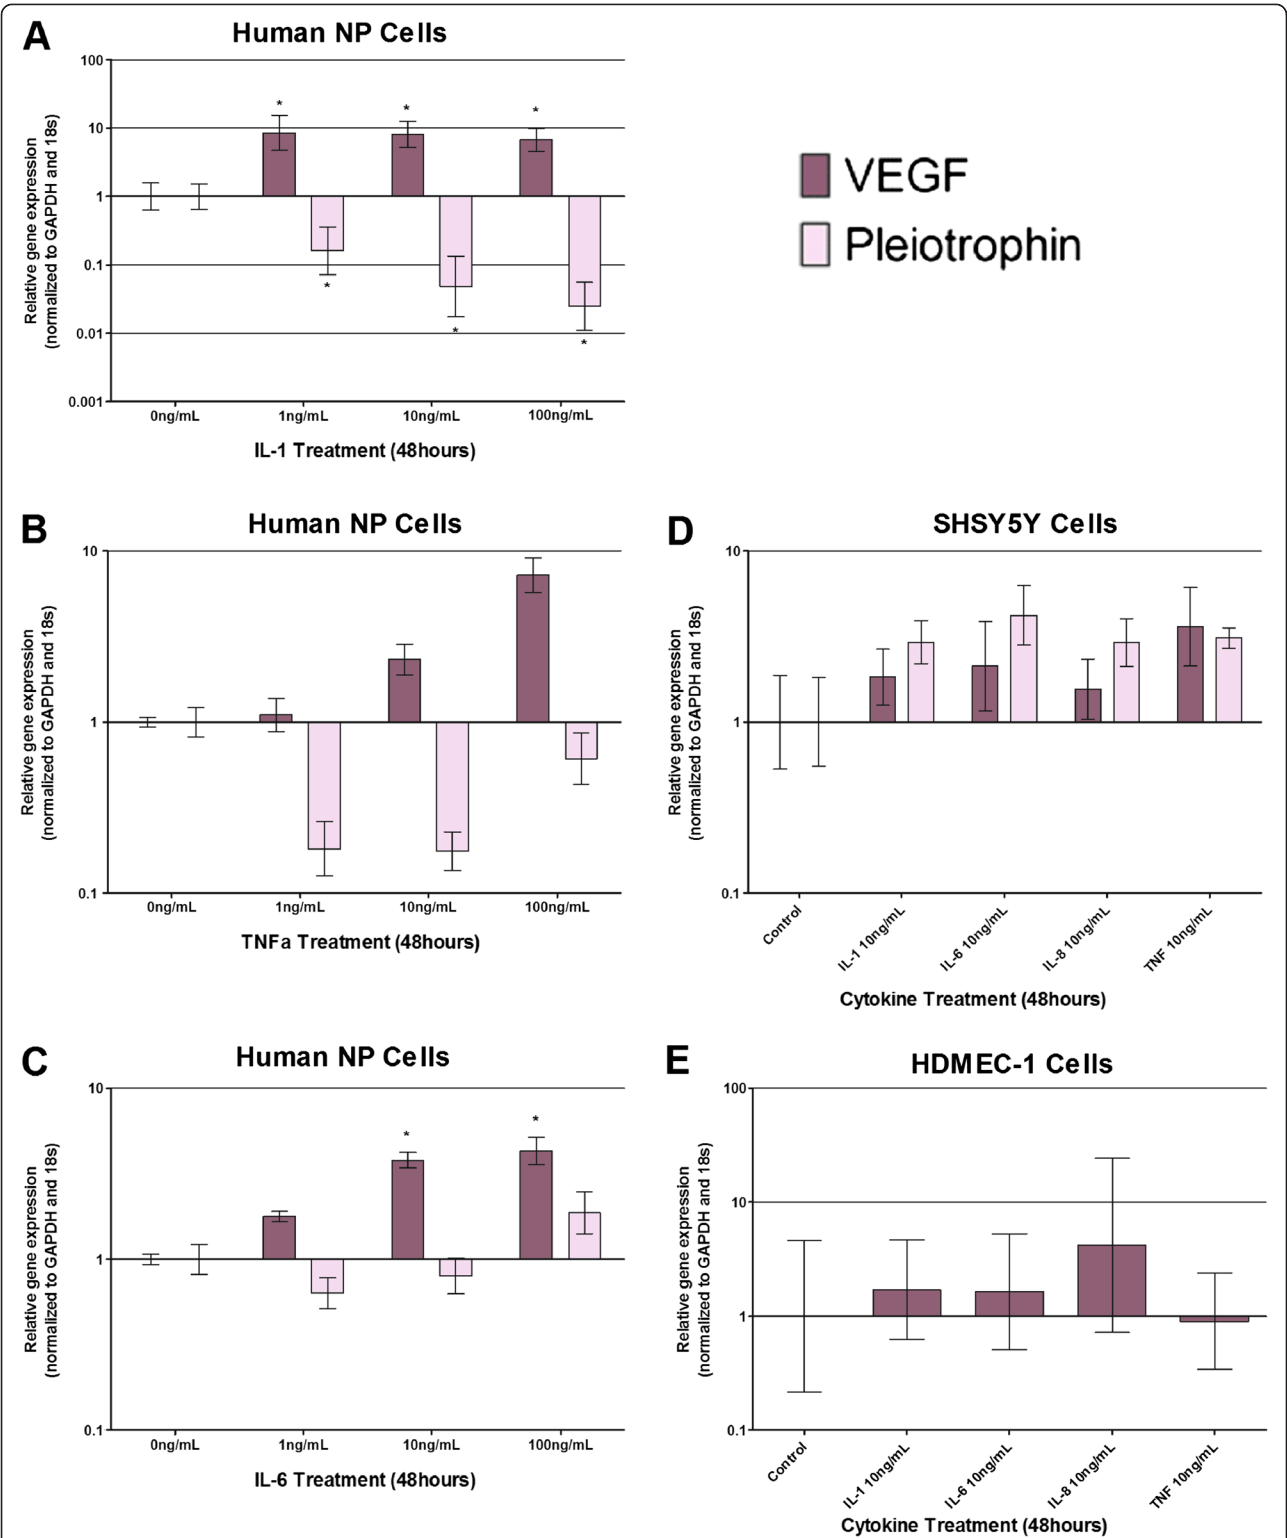 A
Human NP Cells
100
10
1
0.1
0.01
0.001
Relative gene expression
(normalized to GAPDH and 18s)
*
*
*
*
*
*
0ng/mL
1ng/mL
10ng/mL
100ng/mL
IL-1 Treatment (48hours)
VEGF
Pleiotrophin
B
Human NP Cells
10
1
0.1
Relative gene expression
(normalized to GAPDH and 18s)
0ng/mL
1ng/mL
10ng/mL
100ng/mL
TNFa Treatment (48hours)
D
SHSY5Y Cells
10
1
0.1
Relative gene expression
(normalized to GAPDH and 18s)
Control
IL-1 10ng/mL
IL-6 10ng/mL
IL-8 10ng/mL
TNF 10ng/mL
Cytokine Treatment (48hours)
C
Human NP Cells
10
1
0.1
Relative gene expression
(normalized to GAPDH and 18s)
*
*
0ng/mL
1ng/mL
10ng/mL
100ng/mL
IL-6 Treatment (48hours)
E
HDMEC-1 Cells
100
10
1
0.1
Relative gene expression
(normalized to GAPDH and 18s)
Control
IL-1 10ng/mL
IL-6 10ng/mL
IL-8 10ng/mL
TNF 10ng/mL
Cytokine Treatment (48hours)